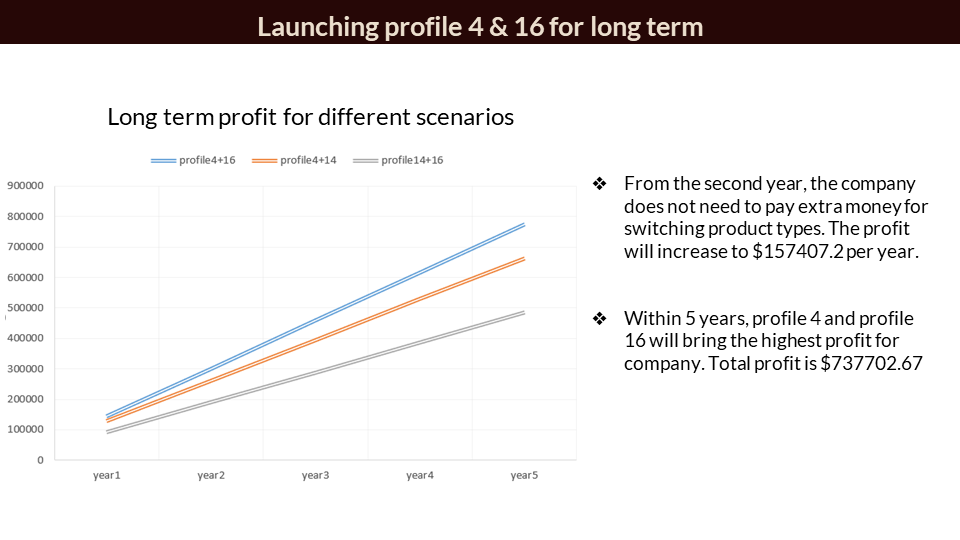 Launching profile 4 & 16 for long term
Long term profit for different scenarios
profile4+16 profile4+14 profile14+16
900000
800000
700000
600000
500000
400000
300000
200000
100000
0
year1 year2 year3 year4 year5
❖ From the second year, the company
does not need to pay extra money for
switching product types. The profit
will increase to $157407.2 per year.
❖ Within 5 years, profile 4 and profile
16 will bring the highest profit for
company. Total profit is $737702.67